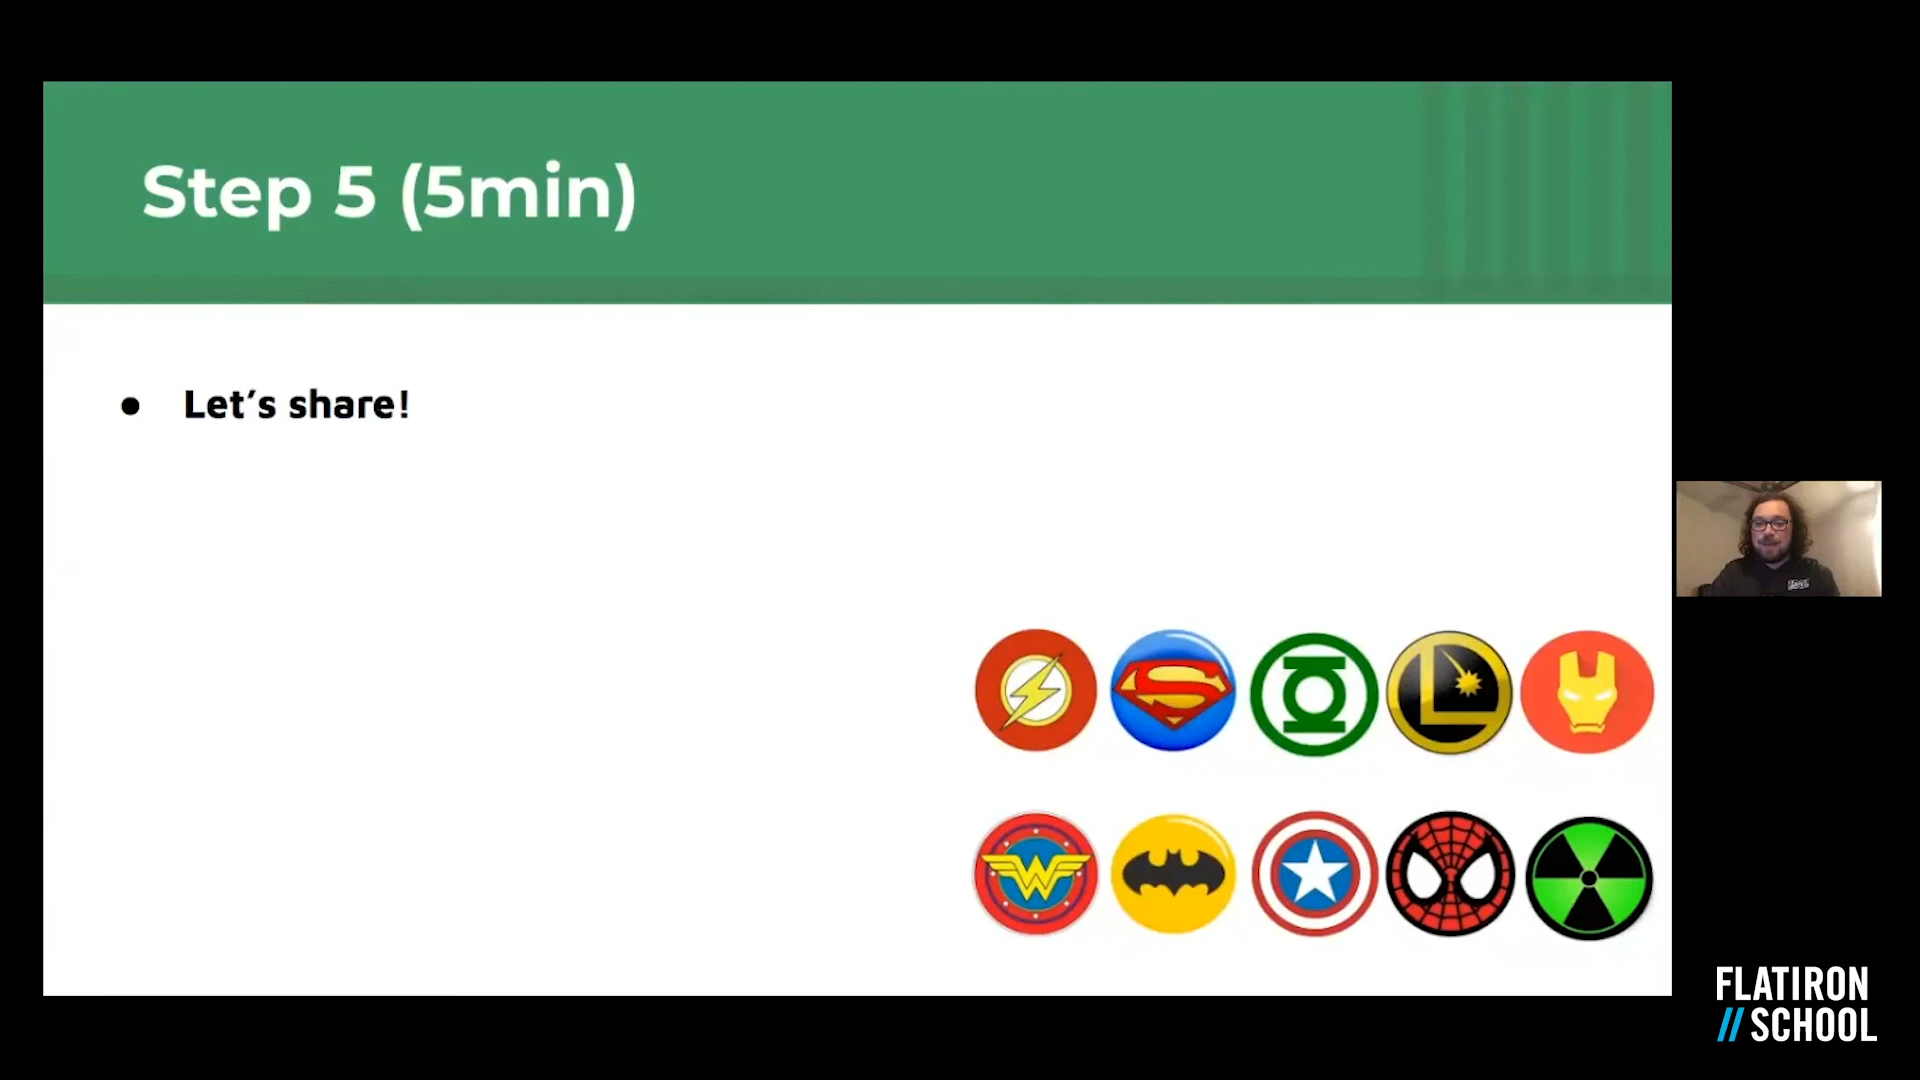 Step 5 (5min)
● Let’s share!
FLATIRON
// SCHOOL